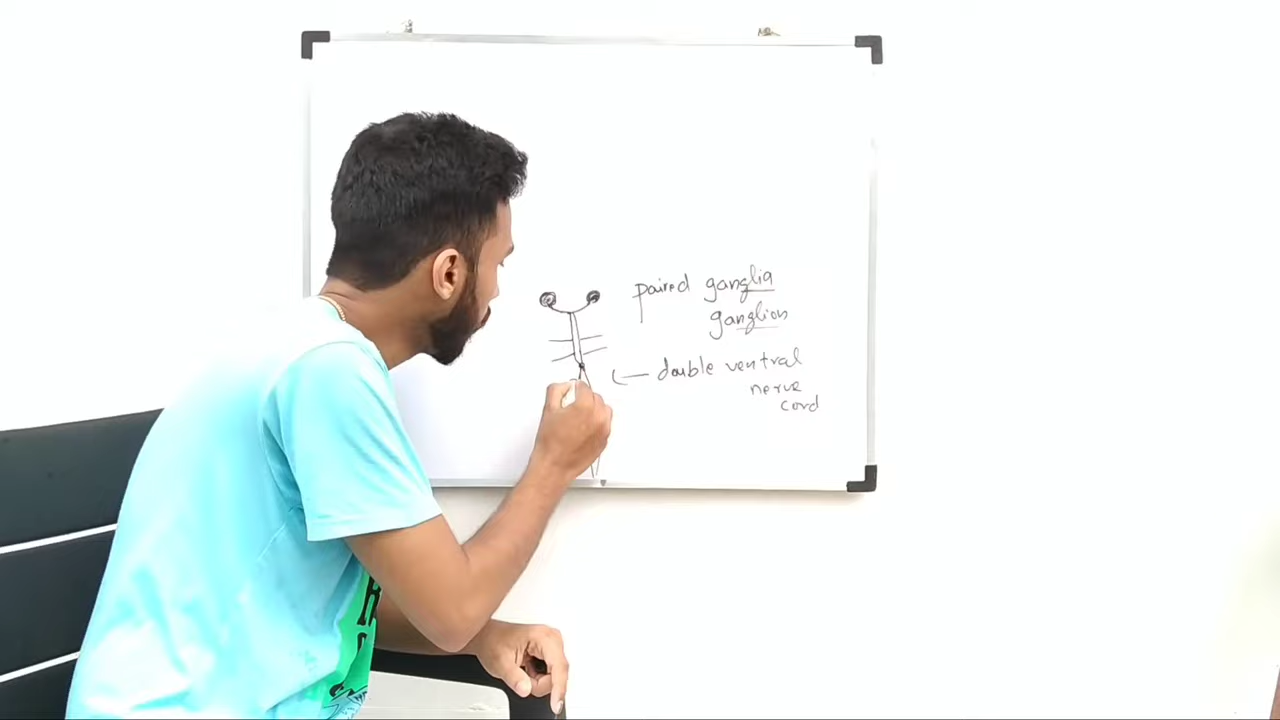 paired ganglia
ganglion
double ventral
nerve
cord